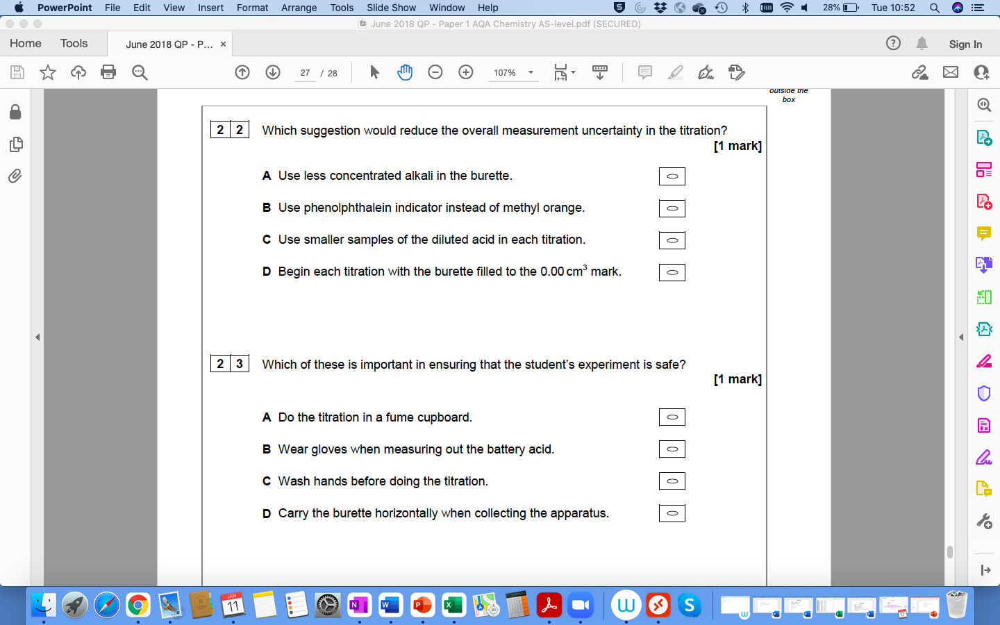 PowerPoint File Edit View Insert Format Arrange Tools Slide Show Window Help 28% Tue 10:52
June 2018 QP - Paper 1 AQA Chemistry AS-level.pdf (SECURED)
Home Tools June 2018 QP - P... × Sign In
27 / 28 107%
outside the
box
2 2 Which suggestion would reduce the overall measurement uncertainty in the titration?
[1 mark]
A Use less concentrated alkali in the burette.
B Use phenolphthalein indicator instead of methyl orange.
C Use smaller samples of the diluted acid in each titration.
D Begin each titration with the burette filled to the 0.00 cm³ mark.
2 3 Which of these is important in ensuring that the student's experiment is safe?
[1 mark]
A Do the titration in a fume cupboard.
B Wear gloves when measuring out the battery acid.
C Wash hands before doing the titration.
D Carry the burette horizontally when collecting the apparatus.
JAN
11